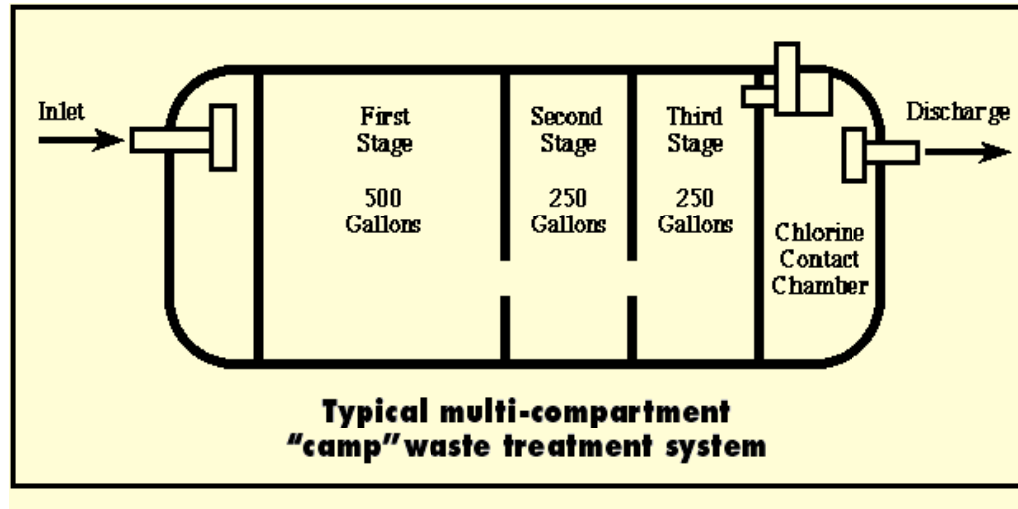 Inlet
First
Stage
500
Gallons
Second
Stage
250
Gallons
Third
Stage
250
Gallons
Chlorine
Contact
Chamber
Discharge
Typical multi-compartment
“camp” waste treatment system